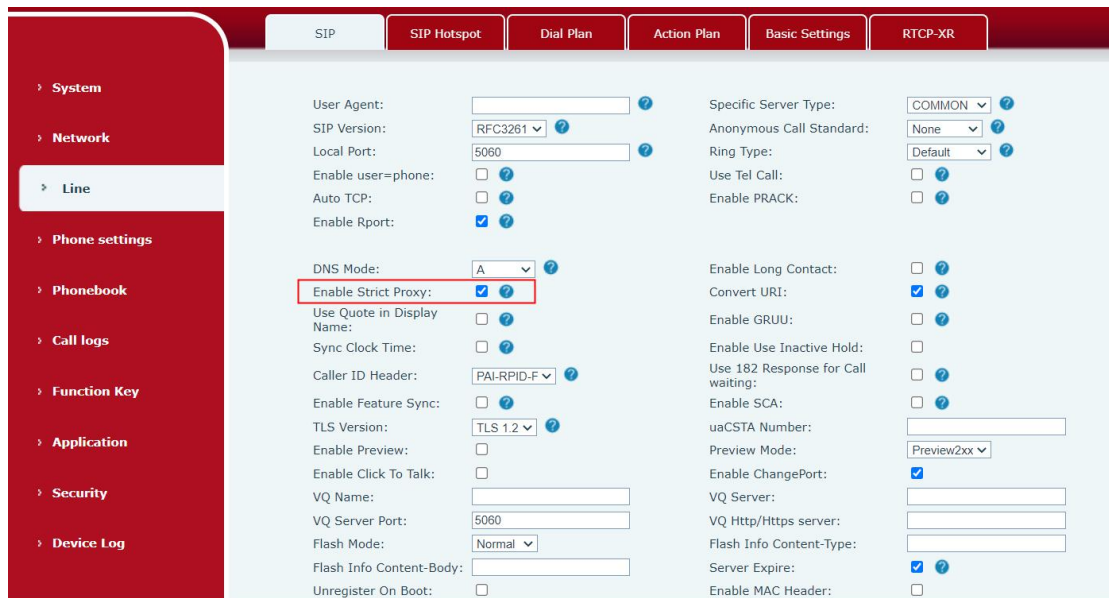 SIP
SIP Hotspot
Dial Plan
Action Plan
Basic Settings
RTCP-XR
› System
› Network
› Line
› Phone settings
› Phonebook
› Call logs
› Function Key
› Application
› Security
› Device Log
User Agent: ?
Specific Server Type: COMMON ?
SIP Version: RFC3261 ?
Anonymous Call Standard: None ?
Local Port: 5060 ?
Ring Type: Default ?
Enable user=phone: ?
Use Tel Call: ?
Auto TCP: ?
Enable PRACK: ?
Enable Rport: ?
DNS Mode: A ?
Enable Long Contact: ?
Enable Strict Proxy: ?
Convert URI: ?
Use Quote in Display
Name: ?
Enable GRUU: ?
Sync Clock Time: ?
Enable Use Inactive Hold:
Caller ID Header: PAI-RPID-F ?
Use 182 Response for Call
waiting: ?
Enable Feature Sync: ?
Enable SCA: ?
TLS Version: TLS 1.2 ?
uaCSTA Number:
Enable Preview:
Preview Mode: Preview2xx
Enable Click To Talk:
Enable ChangePort:
VQ Name:
VQ Server:
VQ Server Port: 5060
VQ Http/Https server:
Flash Mode: Normal
Flash Info Content-Type:
Flash Info Content-Body:
Server Expire: ?
Unregister On Boot:
Enable MAC Header: